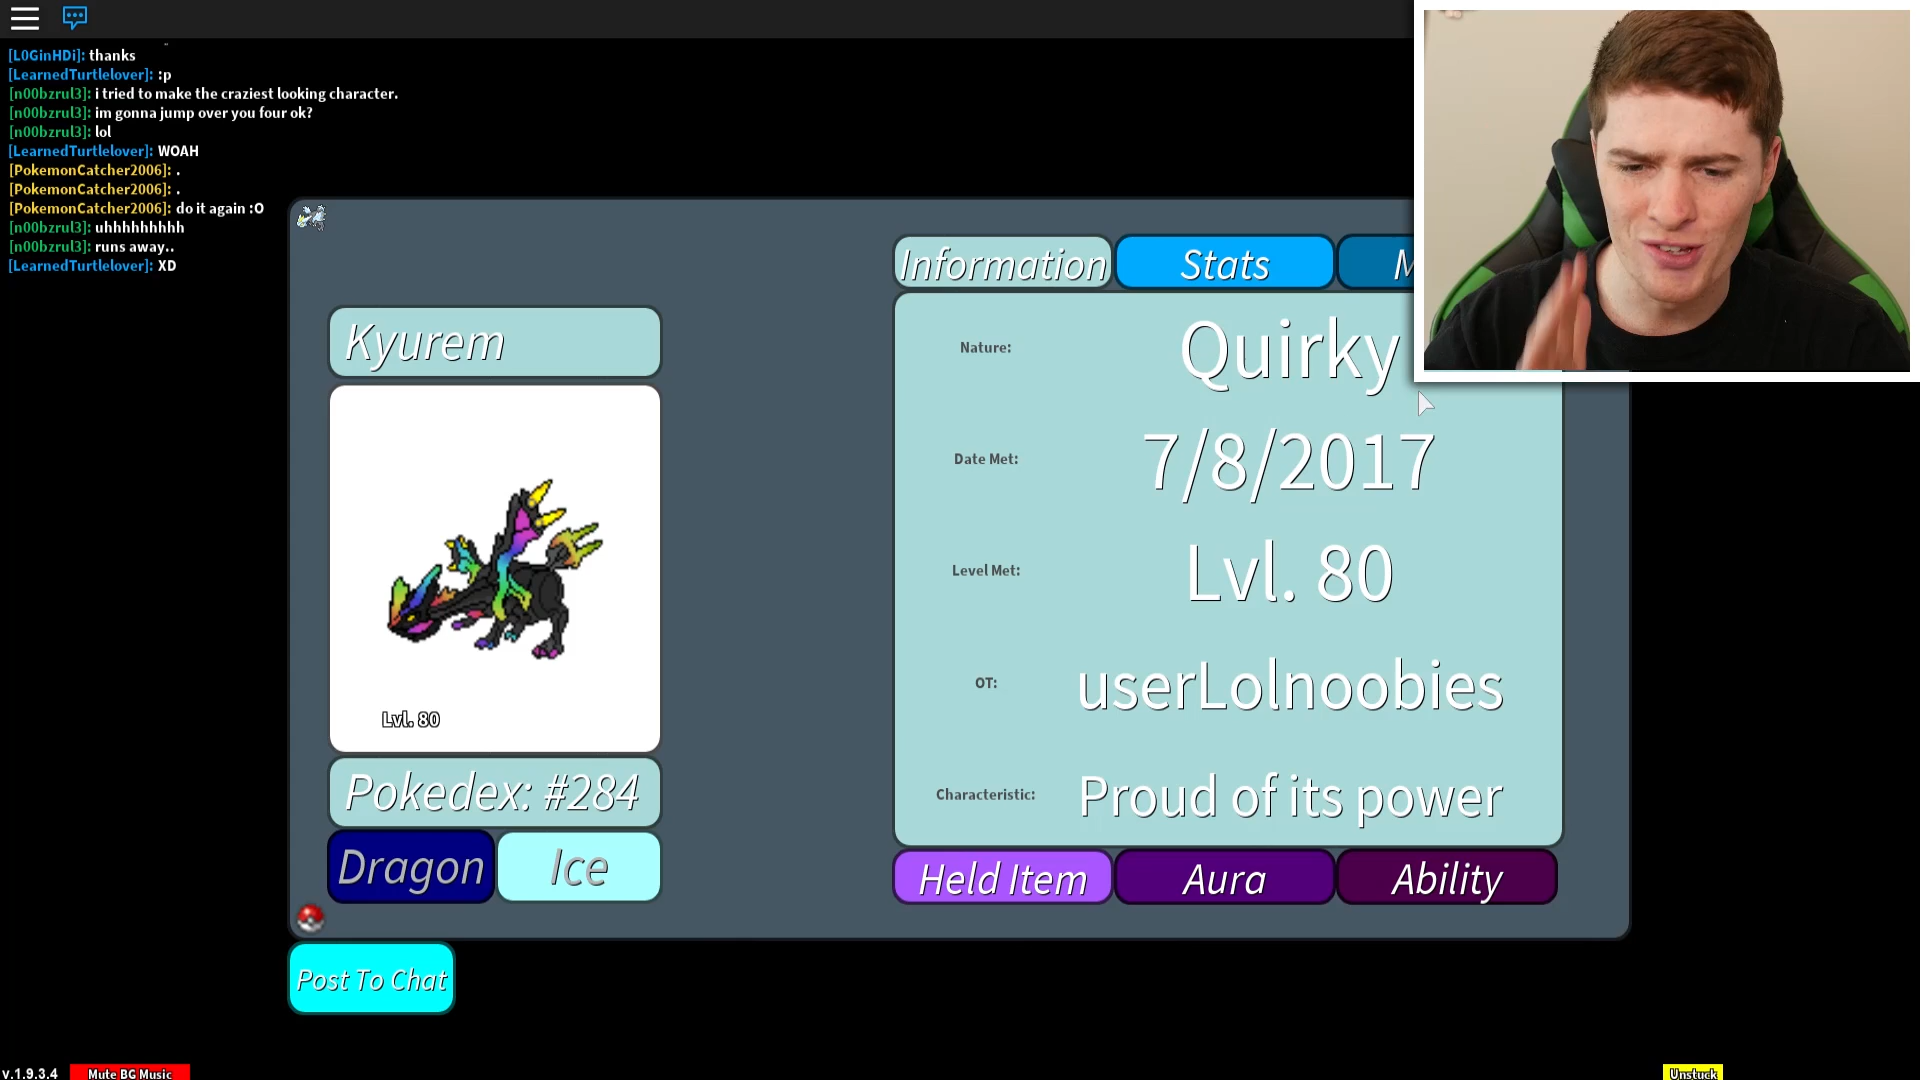 [L0GinHDi]: thanks
[LearnedTurtlelover]: :p
[n00bzrul3]: i tried to make the craziest looking character.
[n00bzrul3]: im gonna jump over you four ok?
[n00bzrul3]: lol
[LearnedTurtlelover]: WOAH
[PokemonCatcher2006]: .
[PokemonCatcher2006]: .
[PokemonCatcher2006]: do it again :O
[n00bzrul3]: uhhhhhhhhh
[n00bzrul3]: runs away..
[LearnedTurtlelover]: XD
Information Stats M
Kyurem
Nature: Quirky
Date Met: 7/8/2017
Level Met: Lvl. 80
OT: userLolnoobies
Characteristic: Proud of its power
Lvl. 80
Pokedex: #284
Dragon Ice
Held Item Aura Ability
Post To Chat
v.1.9.3.4 Mute BG Music Unstuck